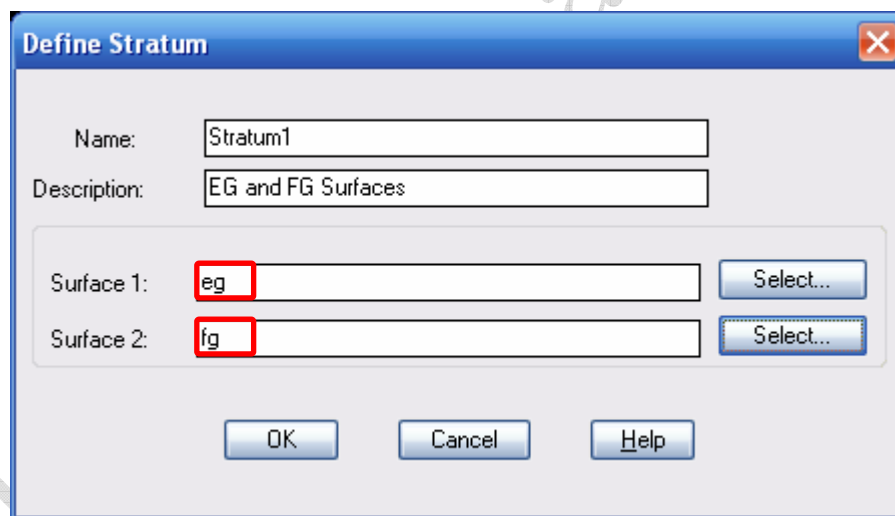 Define Stratum
Name: Stratum1
Description: EG and FG Surfaces
Surface 1: eg Select...
Surface 2: fg Select...
OK Cancel Help